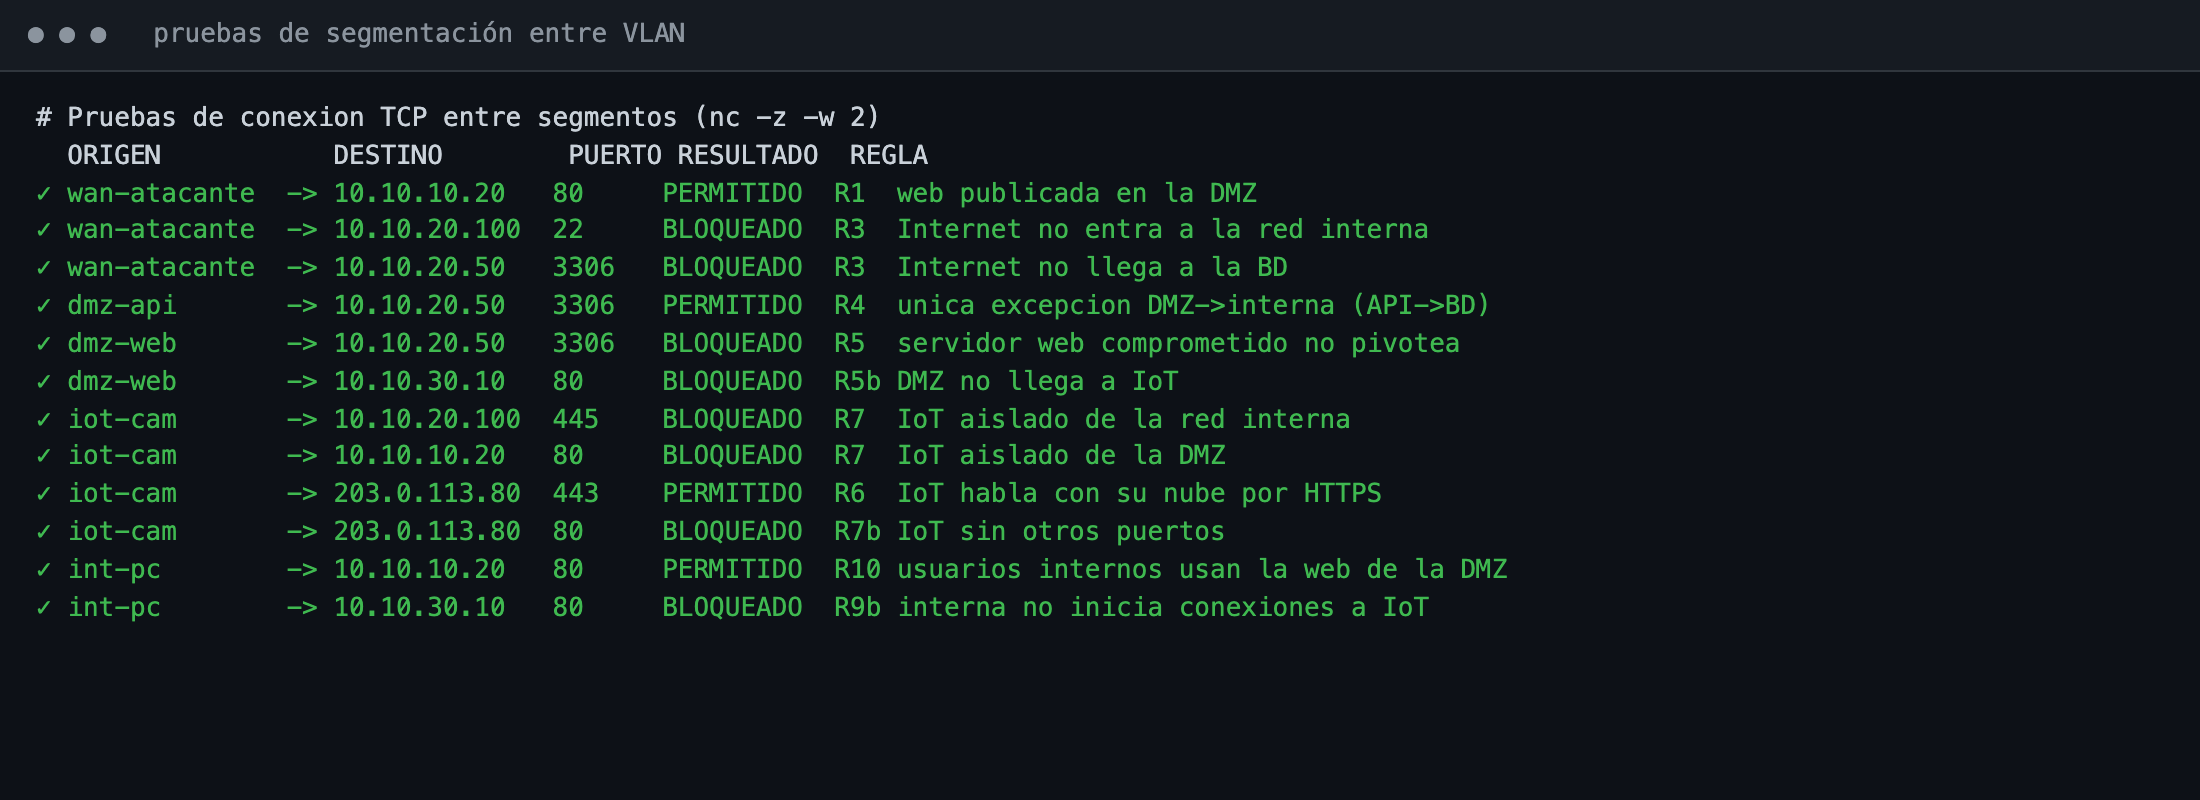 pruebas de segmentación entre VLAN
# Pruebas de conexion TCP entre segmentos (nc -z -w 2)
ORIGEN DESTINO PUERTO RESULTADO REGLA
✓ wan-atacante -> 10.10.10.20 80 PERMITIDO R1 web publicada en la DMZ
✓ wan-atacante -> 10.10.20.100 22 BLOQUEADO R3 Internet no entra a la red interna
✓ wan-atacante -> 10.10.20.50 3306 BLOQUEADO R3 Internet no llega a la BD
✓ dmz-api -> 10.10.20.50 3306 PERMITIDO R4 unica excepcion DMZ->interna (API->BD)
✓ dmz-web -> 10.10.20.50 3306 BLOQUEADO R5 servidor web comprometido no pivotea
✓ dmz-web -> 10.10.30.10 80 BLOQUEADO R5b DMZ no llega a IoT
✓ iot-cam -> 10.10.20.100 445 BLOQUEADO R7 IoT aislado de la red interna
✓ iot-cam -> 10.10.10.20 80 BLOQUEADO R7 IoT aislado de la DMZ
✓ iot-cam -> 203.0.113.80 443 PERMITIDO R6 IoT habla con su nube por HTTPS
✓ iot-cam -> 203.0.113.80 80 BLOQUEADO R7b IoT sin otros puertos
✓ int-pc -> 10.10.10.20 80 PERMITIDO R10 usuarios internos usan la web de la DMZ
✓ int-pc -> 10.10.30.10 80 BLOQUEADO R9b interna no inicia conexiones a IoT